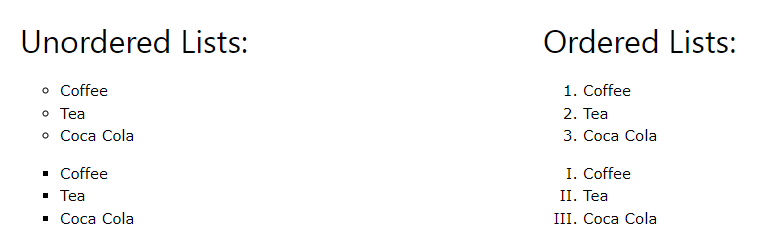 Unordered Lists:
○ Coffee
○ Tea
○ Coca Cola
▪ Coffee
▪ Tea
▪ Coca Cola
Ordered Lists:
1. Coffee
2. Tea
3. Coca Cola
I. Coffee
II. Tea
III. Coca Cola